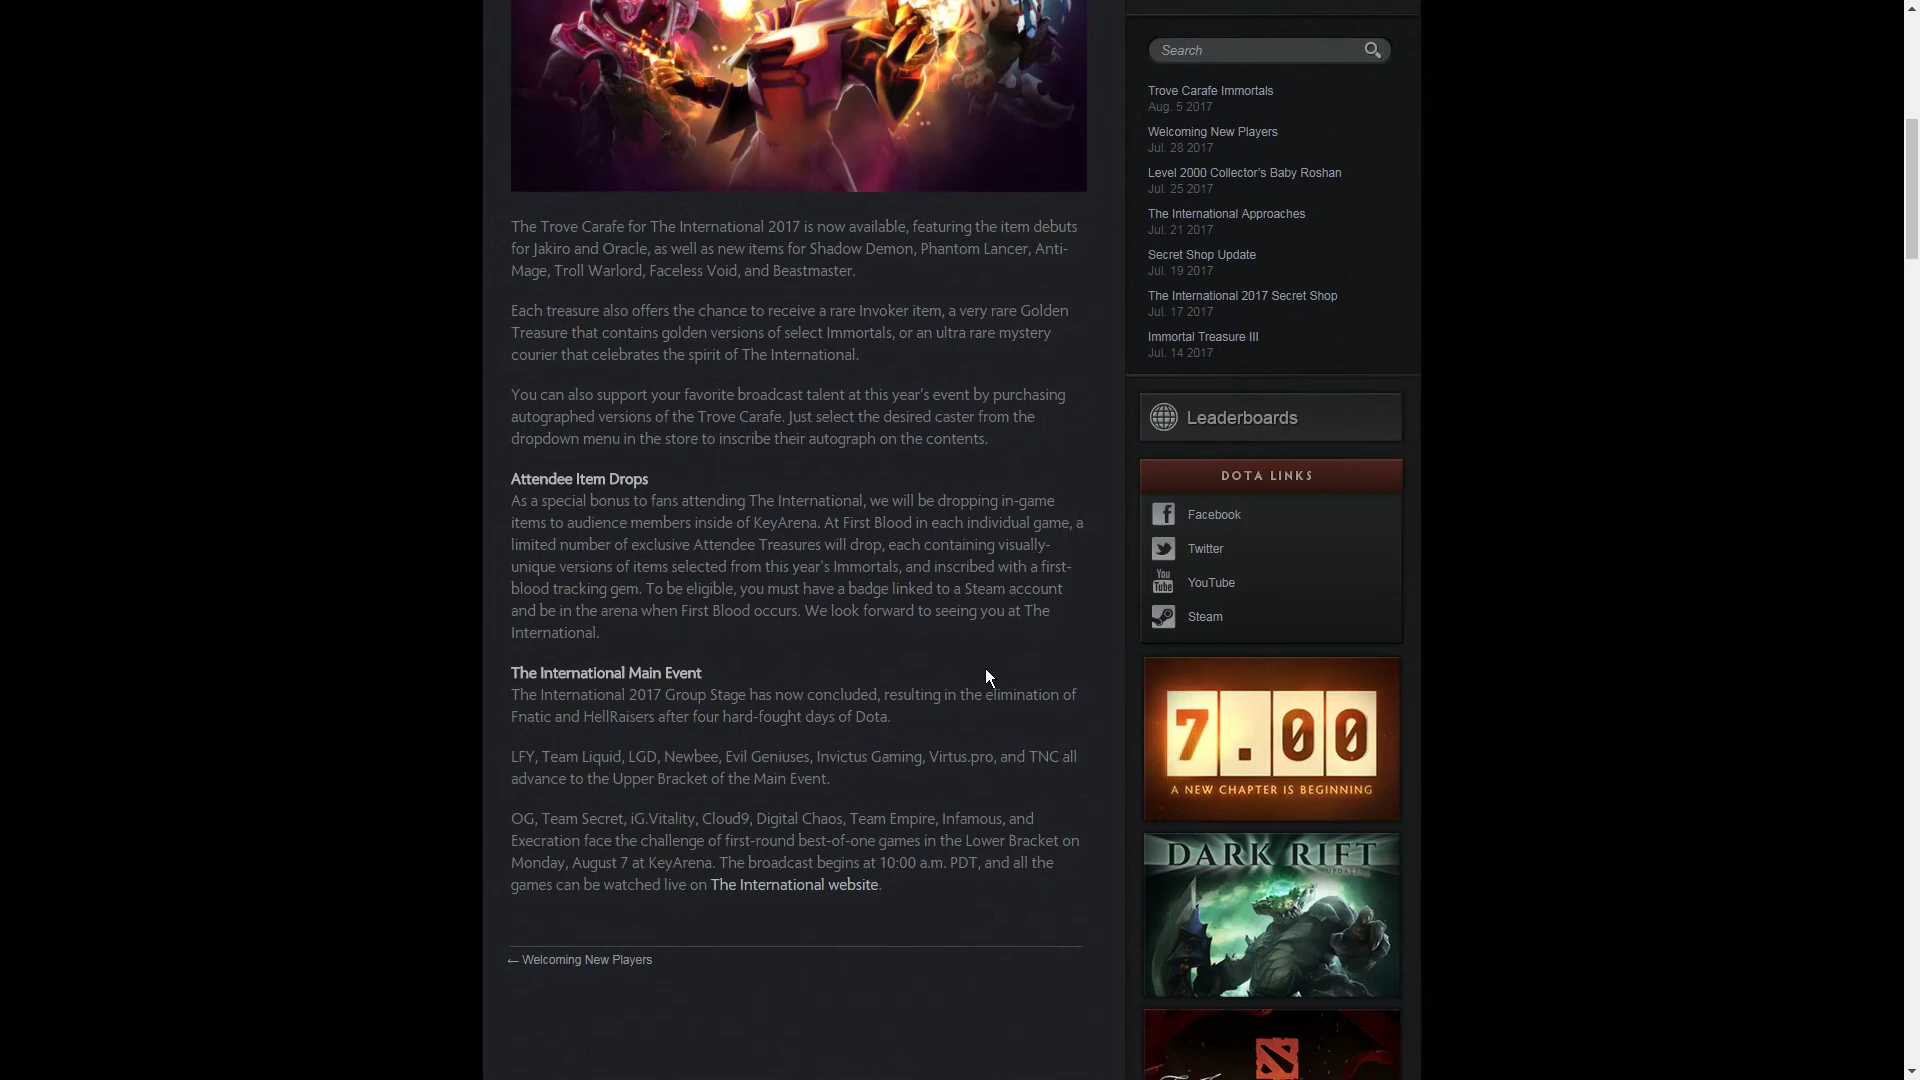 The Trove Carafe for The International 2017 is now available, featuring the item debuts
for Jakiro and Oracle, as well as new items for Shadow Demon, Phantom Lancer, Anti-
Mage, Troll Warlord, Faceless Void, and Beastmaster.
Each treasure also offers the chance to receive a rare Invoker item, a very rare Golden
Treasure that contains golden versions of select Immortals, or an ultra rare mystery
courier that celebrates the spirit of The International.
You can also support your favorite broadcast talent at this year's event by purchasing
autographed versions of the Trove Carafe. Just select the desired caster from the
dropdown menu in the store to inscribe their autograph on the contents.
Attendee Item Drops
As a special bonus to fans attending The International, we will be dropping in-game
items to audience members inside of KeyArena. At First Blood in each individual game, a
limited number of exclusive Attendee Treasures will drop, each containing visually-
unique versions of items selected from this year's Immortals, and inscribed with a first-
blood tracking gem. To be eligible, you must have a badge linked to a Steam account
and be in the arena when First Blood occurs. We look forward to seeing you at The
International.
The International Main Event
The International 2017 Group Stage has now concluded, resulting in the elimination of
Fnatic and HellRaisers after four hard-fought days of Dota.
LFY, Team Liquid, LGD, Newbee, Evil Geniuses, Invictus Gaming, Virtus.pro, and TNC all
advance to the Upper Bracket of the Main Event.
OG, Team Secret, iG.Vitality, Cloud9, Digital Chaos, Team Empire, Infamous, and
Execration face the challenge of first-round best-of-one games in the Lower Bracket on
Monday, August 7 at KeyArena. The broadcast begins at 10:00 a.m. PDT, and all the
games can be watched live on The International website.
← Welcoming New Players
Search
Trove Carafe Immortals
Aug. 5 2017
Welcoming New Players
Jul. 28 2017
Level 2000 Collector's Baby Roshan
Jul. 25 2017
The International Approaches
Jul. 21 2017
Secret Shop Update
Jul. 19 2017
The International 2017 Secret Shop
Jul. 17 2017
Immortal Treasure III
Jul. 14 2017
Leaderboards
DOTA LINKS
Facebook
Twitter
You Tube YouTube
Steam
7.00
A NEW CHAPTER IS BEGINNING
DARK RIFT
UPDATE